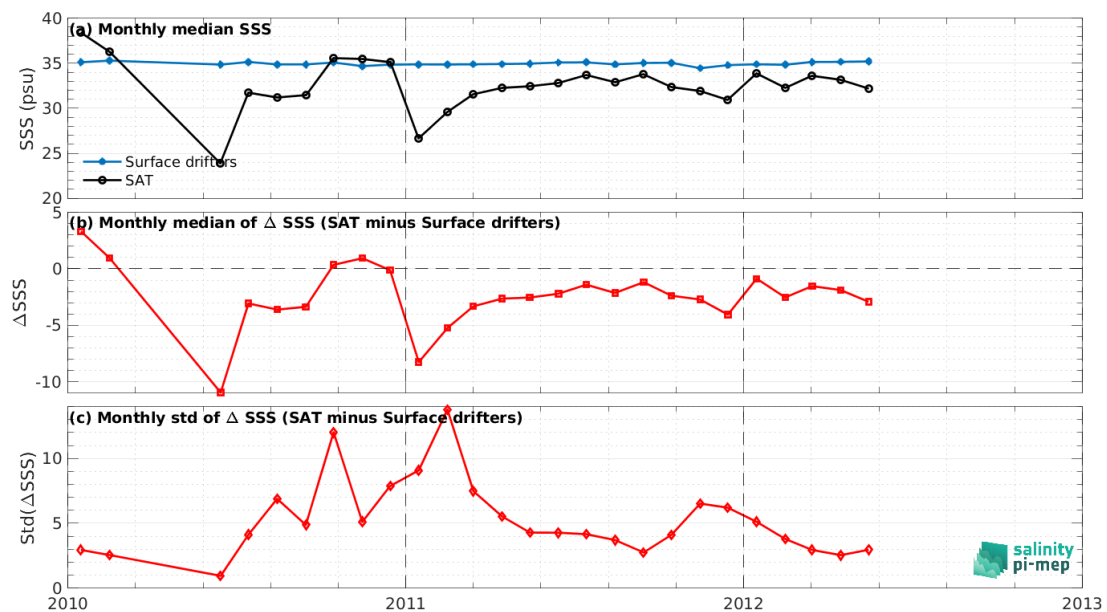 (a) Monthly median SSS
SSS (psu)
40
35
30
25
20
Surface drifters
SAT
(b) Monthly median of Δ SSS (SAT minus Surface drifters)
Δ SSS
5
0
-5
-10
(c) Monthly std of Δ SSS (SAT minus Surface drifters)
Std(ΔSSS)
10
5
0
salinity
pi-mep
2010
2011
2012
2013